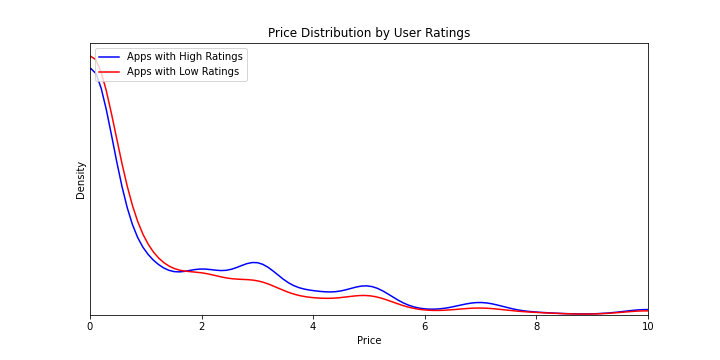 Price Distribution by User Ratings
Apps with High Ratings
Apps with Low Ratings
Density
0 2 4 6 8 10
Price